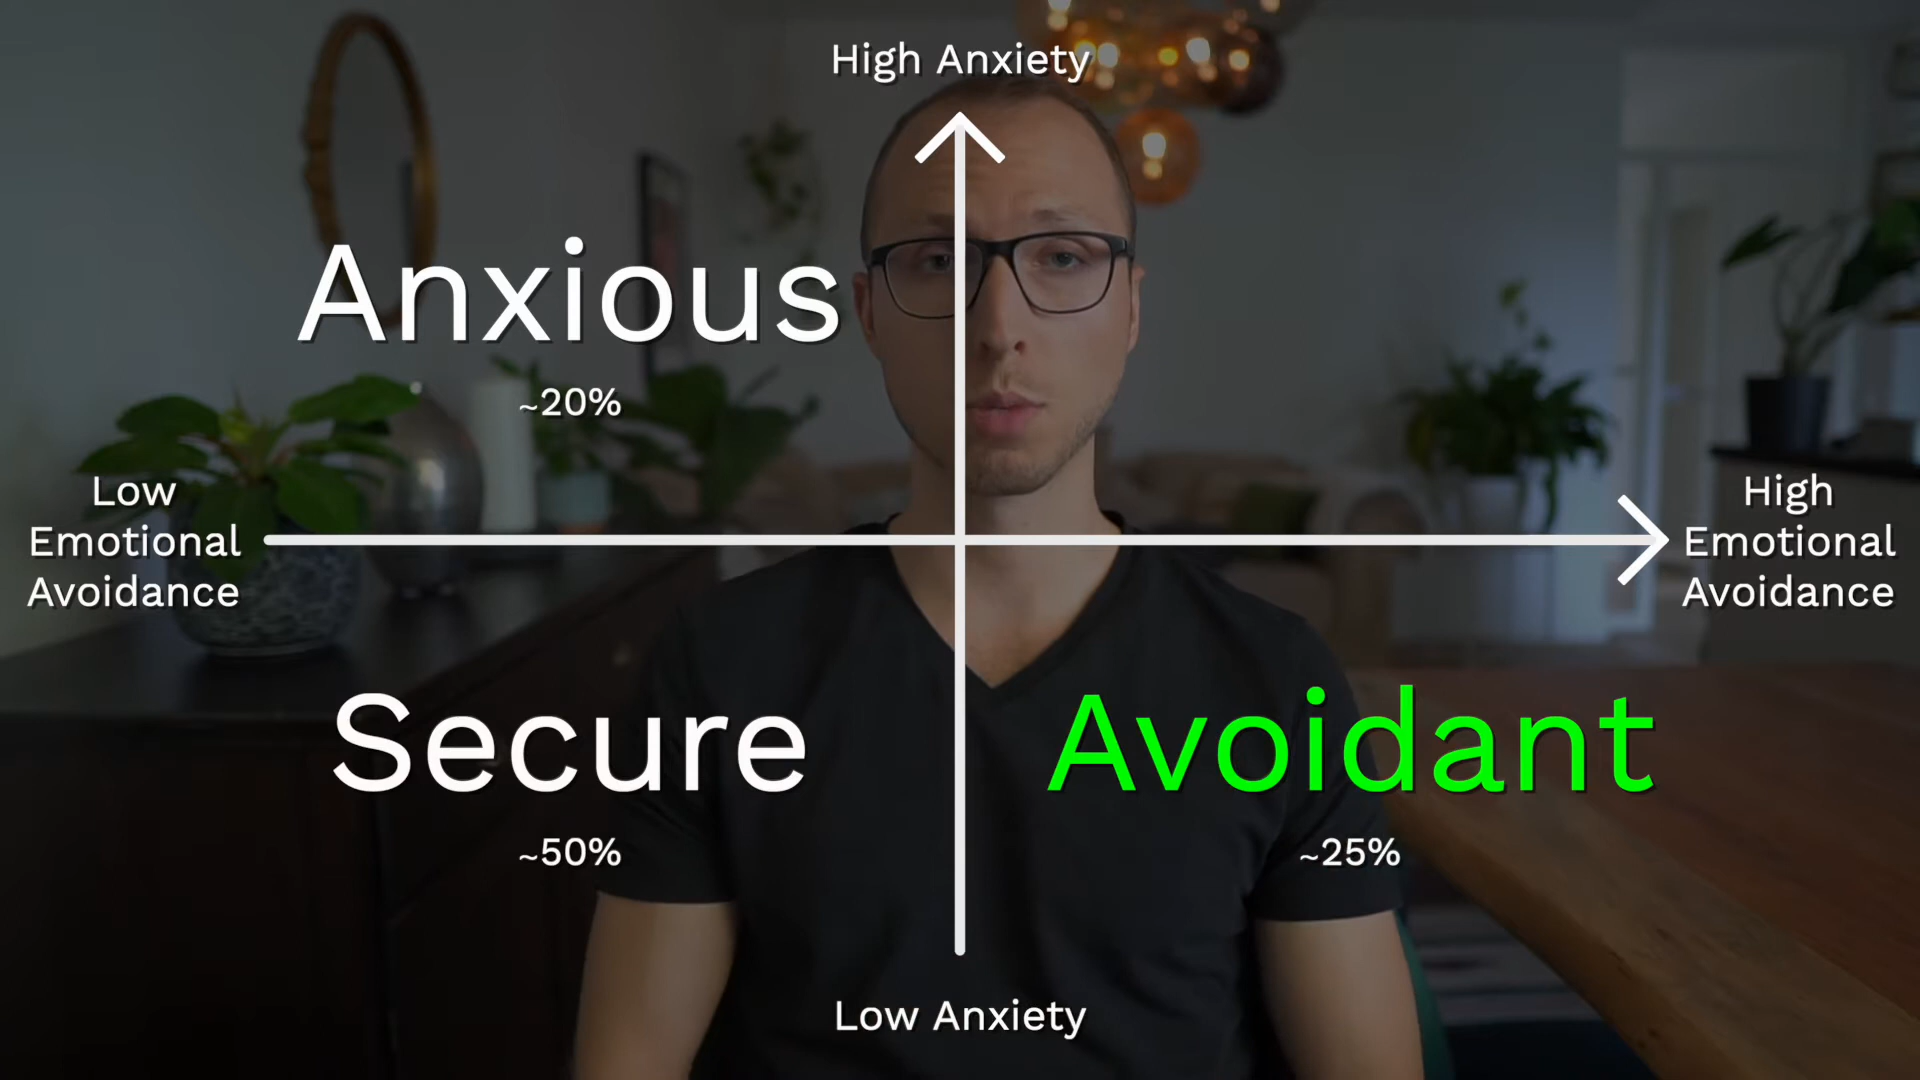 High Anxiety
Anxious
~20%
Low
Emotional
Avoidance
High
Emotional
Avoidance
Secure
~50%
Avoidant
~25%
Low Anxiety